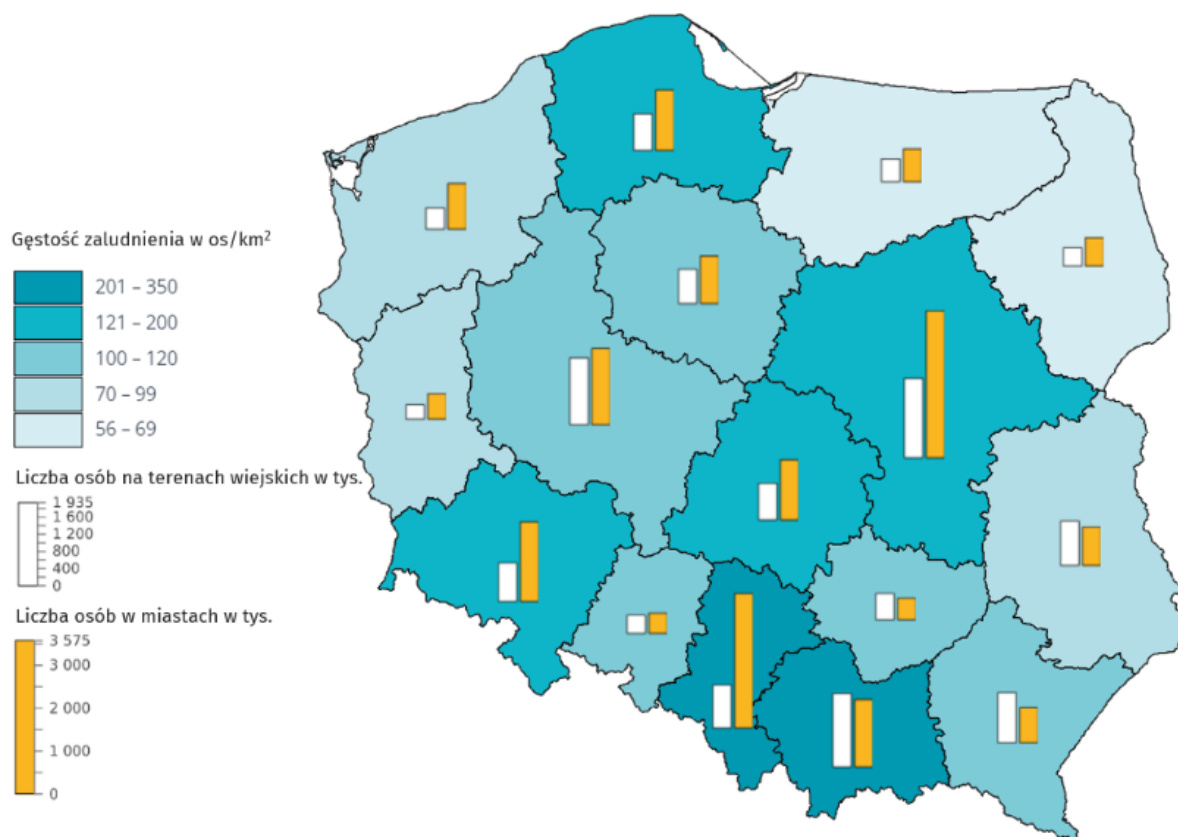 Gęstość zaludnienia w os/km²
201 – 350
121 – 200
100 – 120
70 – 99
56 – 69
Liczba osób na terenach wiejskich w tys.
1 935
1 600
1 200
800
400
0
Liczba osób w miastach w tys.
3 575
3 000
2 000
1 000
0